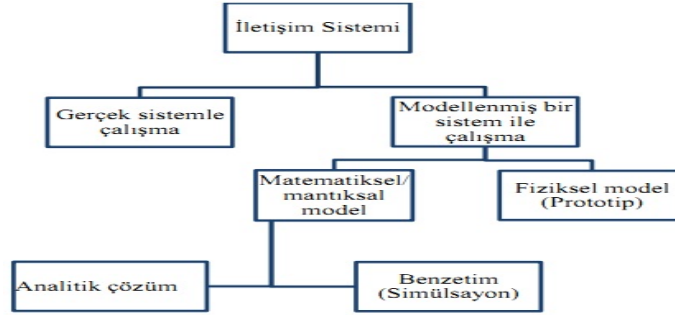 İletişim Sistemi
Gerçek sistemle
çalışma
Modellenmiş bir
sistem ile
çalışma
Matematiksel/
mantıksal
model
Fiziksel model
(Prototip)
Analitik çözüm
Benzetim
(Simülsayon)